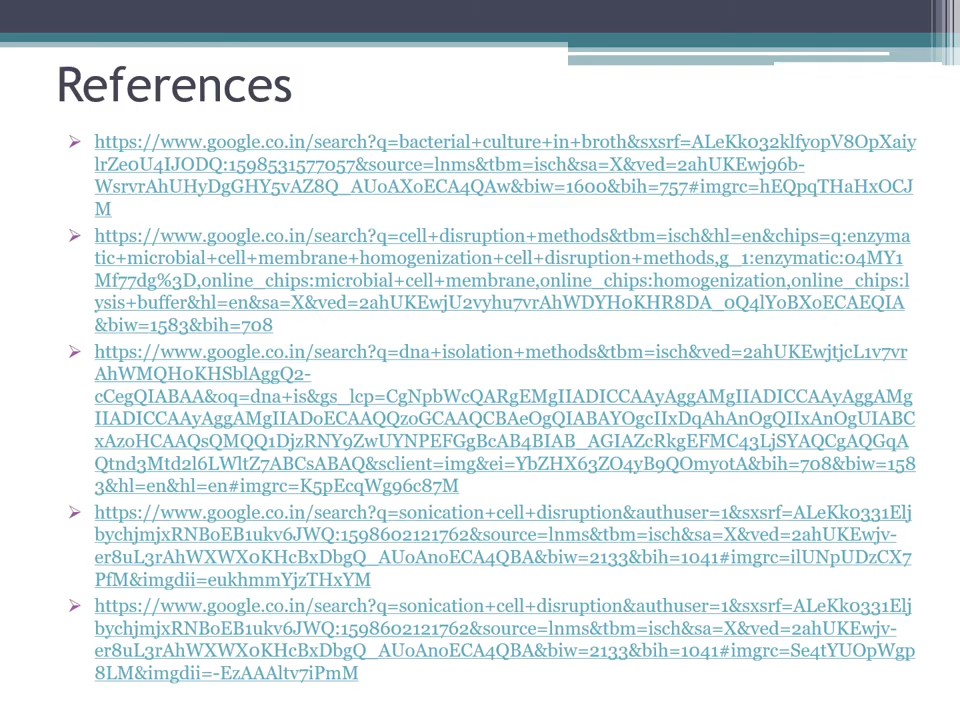 References
https://www.google.co.in/search?q=bacterial+culture+in+broth&sxsrf=ALeKk032klfyopV8OpXaiy
lrZe0U4IJODQ:1598531577057&source=lnms&tbm=isch&sa=X&ved=2ahUKEwj96b-
WsrvrAhUHyDgGHY5vAZ8Q_AUoAXoECA4QAw&biw=1600&bih=757#imgrc=hEQpqTHaHxOCJ
M
https://www.google.co.in/search?q=cell+disruption+methods&tbm=isch&hl=en&chips=q:enzyma
tic+microbial+cell+membrane+homogenization+cell+disruption+methods,g_1:enzymatic:04MY1
Mf77dg%3D,online_chips:microbial+cell+membrane,online_chips:homogenization,online_chips:l
ysis+buffer&hl=en&sa=X&ved=2ahUKEwjU2vyhu7vrAhWDYH0KHR8DA_0Q4lYoBXoECAEQIA
&biw=1583&bih=708
https://www.google.co.in/search?q=dna+isolation+methods&tbm=isch&ved=2ahUKEwjtjcL1v7vr
AhWMQH0KHSblAggQ2-
cCegQIABAA&oq=dna+is&gs_lcp=CgNpbWcQARgEMgIIADICCAAyAggAMgIIADICCAAyAggAMg
IIADICCAAyAggAMgIIADoECAAQQzoGCAAQCBAeOgQIABAYOgcIIxDqAhAnOgQIIxAnOgUIABC
xAzoHCAAQsQMQQ1DjzRNY9ZwUYNPEFGgBcAB4BIAB_AGIAZcRkgEFMC43LjSYAQCgAQGqA
Qtnd3Mtd2l6LWltZ7ABCsABAQ&sclient=img&ei=YbZHX63ZO4yB9QOmyotA&bih=708&biw=158
3&hl=en&hl=en#imgrc=K5pEcqWg96c87M
https://www.google.co.in/search?q=sonication+cell+disruption&authuser=1&sxsrf=ALeKk0331Elj
bychjmjxRNBoEB1ukv6JWQ:1598602121762&source=lnms&tbm=isch&sa=X&ved=2ahUKEwjv-
er8uL3rAhWXWX0KHcBxDbgQ_AUoAnoECA4QBA&biw=2133&bih=1041#imgrc=ilUNpUDzCX7
PfM&imgdii=eukhmmYjzTHxYM
https://www.google.co.in/search?q=sonication+cell+disruption&authuser=1&sxsrf=ALeKk0331Elj
bychjmjxRNBoEB1ukv6JWQ:1598602121762&source=lnms&tbm=isch&sa=X&ved=2ahUKEwjv-
er8uL3rAhWXWX0KHcBxDbgQ_AUoAnoECA4QBA&biw=2133&bih=1041#imgrc=Se4tYUOpWgp
8LM&imgdii=-EzAAAltv7iPmM